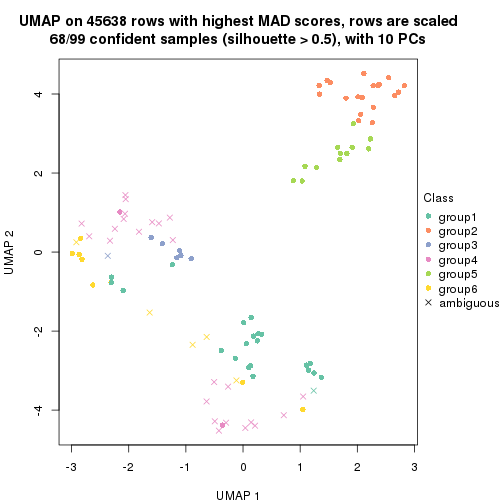 UMAP on 45638 rows with highest MAD scores, rows are scaled
68/99 confident samples (silhouette > 0.5), with 10 PCs
4
2
0
-2
-4
UMAP 2
-3
-2
-1
0
1
2
3
UMAP 1
Class
group1
group2
group3
group4
group5
group6
ambiguous